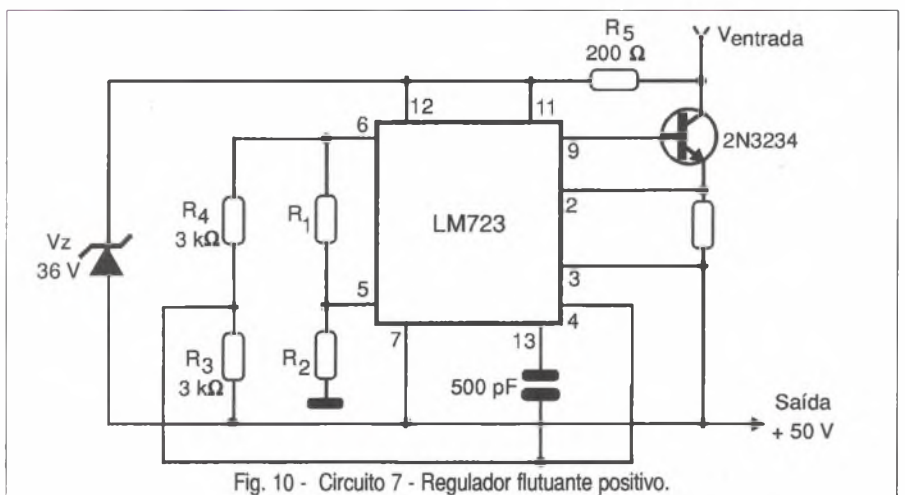 R5
200 Ω
Ventrada
12
11
6
9
2N3234
2
R4
3 kΩ
R1
LM723
Vz
36 V
3
5
4
7
13
R3
3 kΩ
R2
500 pF
Saída
+ 50 V
Fig. 10 - Circuito 7 - Regulador flutuante positivo.